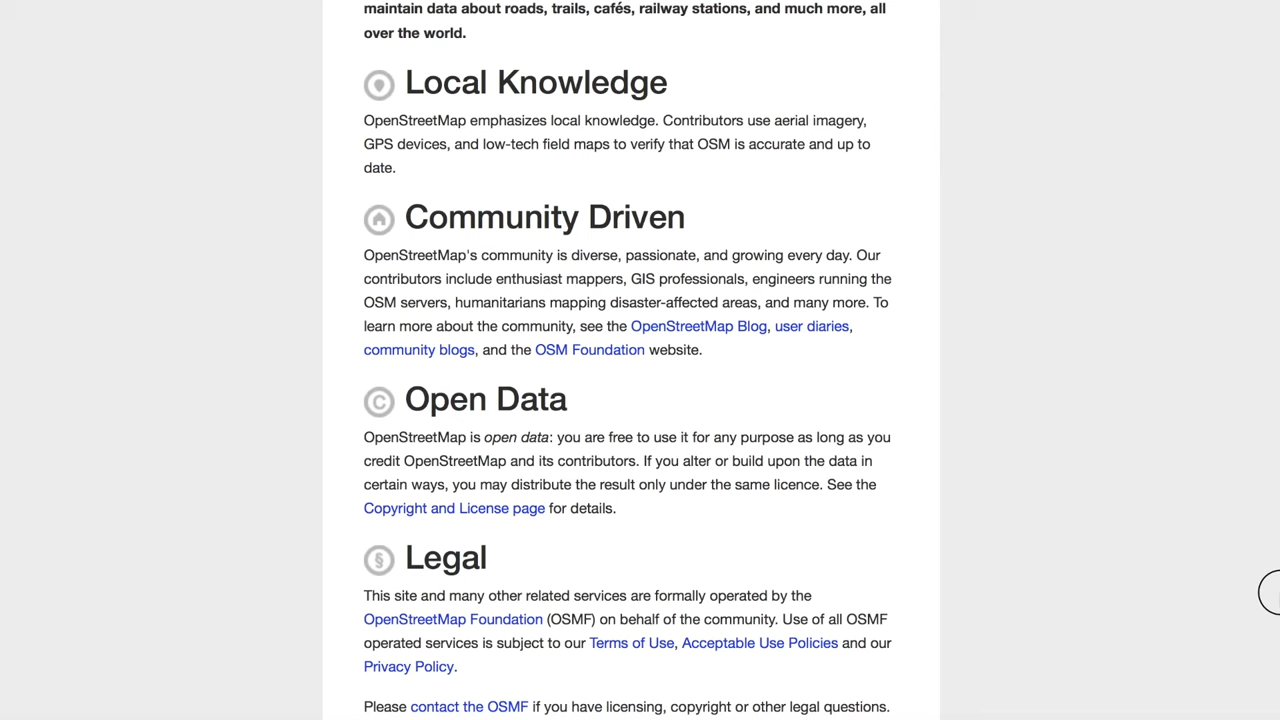 maintain data about roads, trails, cafés, railway stations, and much more, all
over the world.
Local Knowledge
OpenStreetMap emphasizes local knowledge. Contributors use aerial imagery,
GPS devices, and low-tech field maps to verify that OSM is accurate and up to
date.
Community Driven
OpenStreetMap's community is diverse, passionate, and growing every day. Our
contributors include enthusiast mappers, GIS professionals, engineers running the
OSM servers, humanitarians mapping disaster-affected areas, and many more. To
learn more about the community, see the OpenStreetMap Blog, user diaries,
community blogs, and the OSM Foundation website.
© Open Data
OpenStreetMap is open data: you are free to use it for any purpose as long as you
credit OpenStreetMap and its contributors. If you alter or build upon the data in
certain ways, you may distribute the result only under the same licence. See the
Copyright and License page for details.
§ Legal
This site and many other related services are formally operated by the
OpenStreetMap Foundation (OSMF) on behalf of the community. Use of all OSMF
operated services is subject to our Terms of Use, Acceptable Use Policies and our
Privacy Policy.
Please contact the OSMF if you have licensing, copyright or other legal questions.